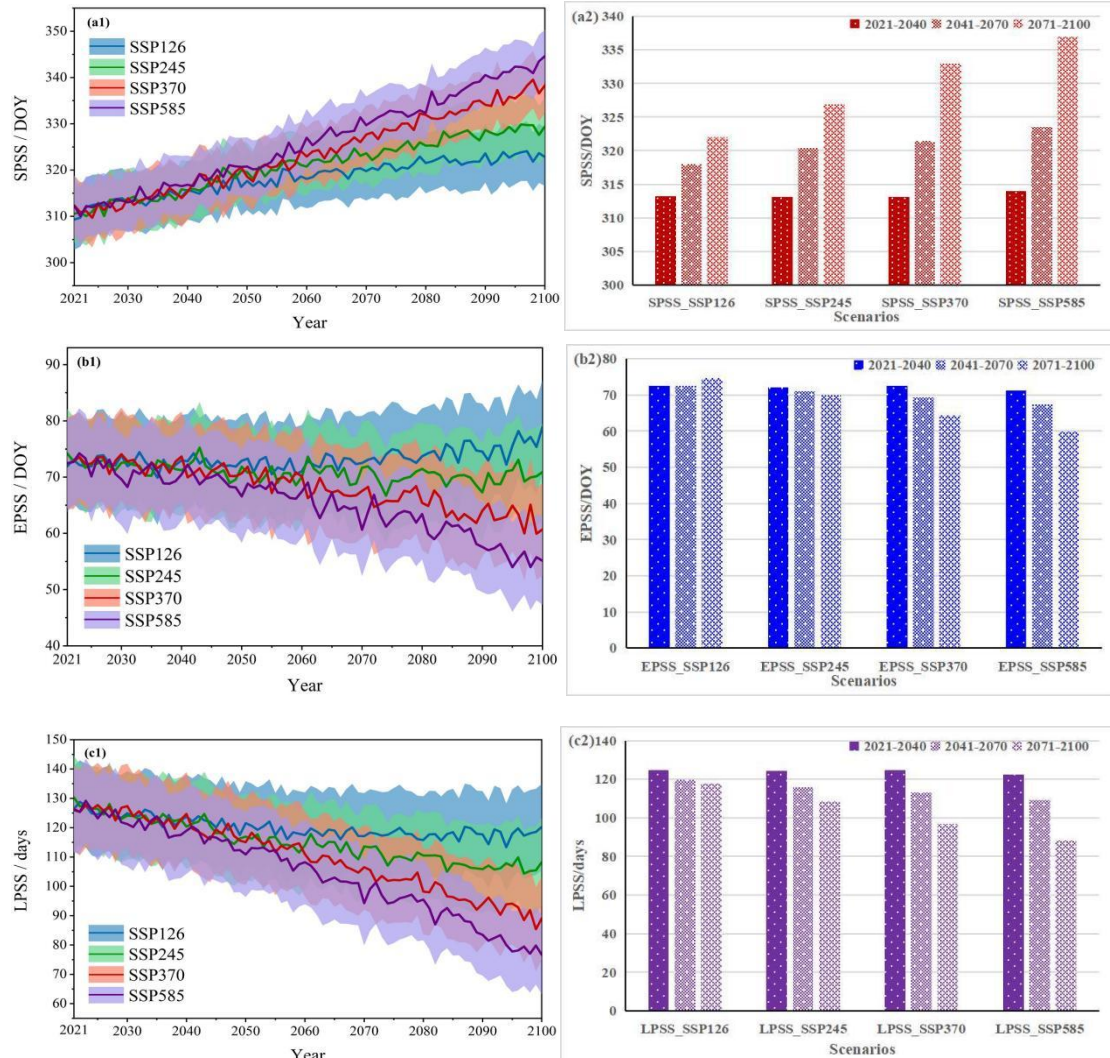 (a1)
SSP126
SSP245
SSP370
SSP585
350
340
330
320
310
300
SPSS / DOY
2021 2030 2040 2050 2060 2070 2080 2090 2100
Year
(a2)
2021-2040 2041-2070 2071-2100
340
335
330
325
320
315
310
305
300
SPSS/DOY
SPSS_SSP126 SPSS_SSP245 SPSS_SSP370 SPSS_SSP585
Scenarios
(b1)
90
80
70
60
50
40
EPSS / DOY
SSP126
SSP245
SSP370
SSP585
2021 2030 2040 2050 2060 2070 2080 2090 2100
Year
(b2)
2021-2040 2041-2070 2071-2100
80
70
60
50
40
30
20
10
0
EPSS/DOY
EPSS_SSP126 EPSS_SSP245 EPSS_SSP370 EPSS_SSP585
Scenarios
(c1)
150
140
130
120
110
100
90
80
70
60
LPSS / days
SSP126
SSP245
SSP370
SSP585
2021 2030 2040 2050 2060 2070 2080 2090 2100
Year
(c2)
2021-2040 2041-2070 2071-2100
140
120
100
80
60
40
20
0
LPSS/days
LPSS_SSP126 LPSS_SSP245 LPSS_SSP370 LPSS_SSP585
Scenarios